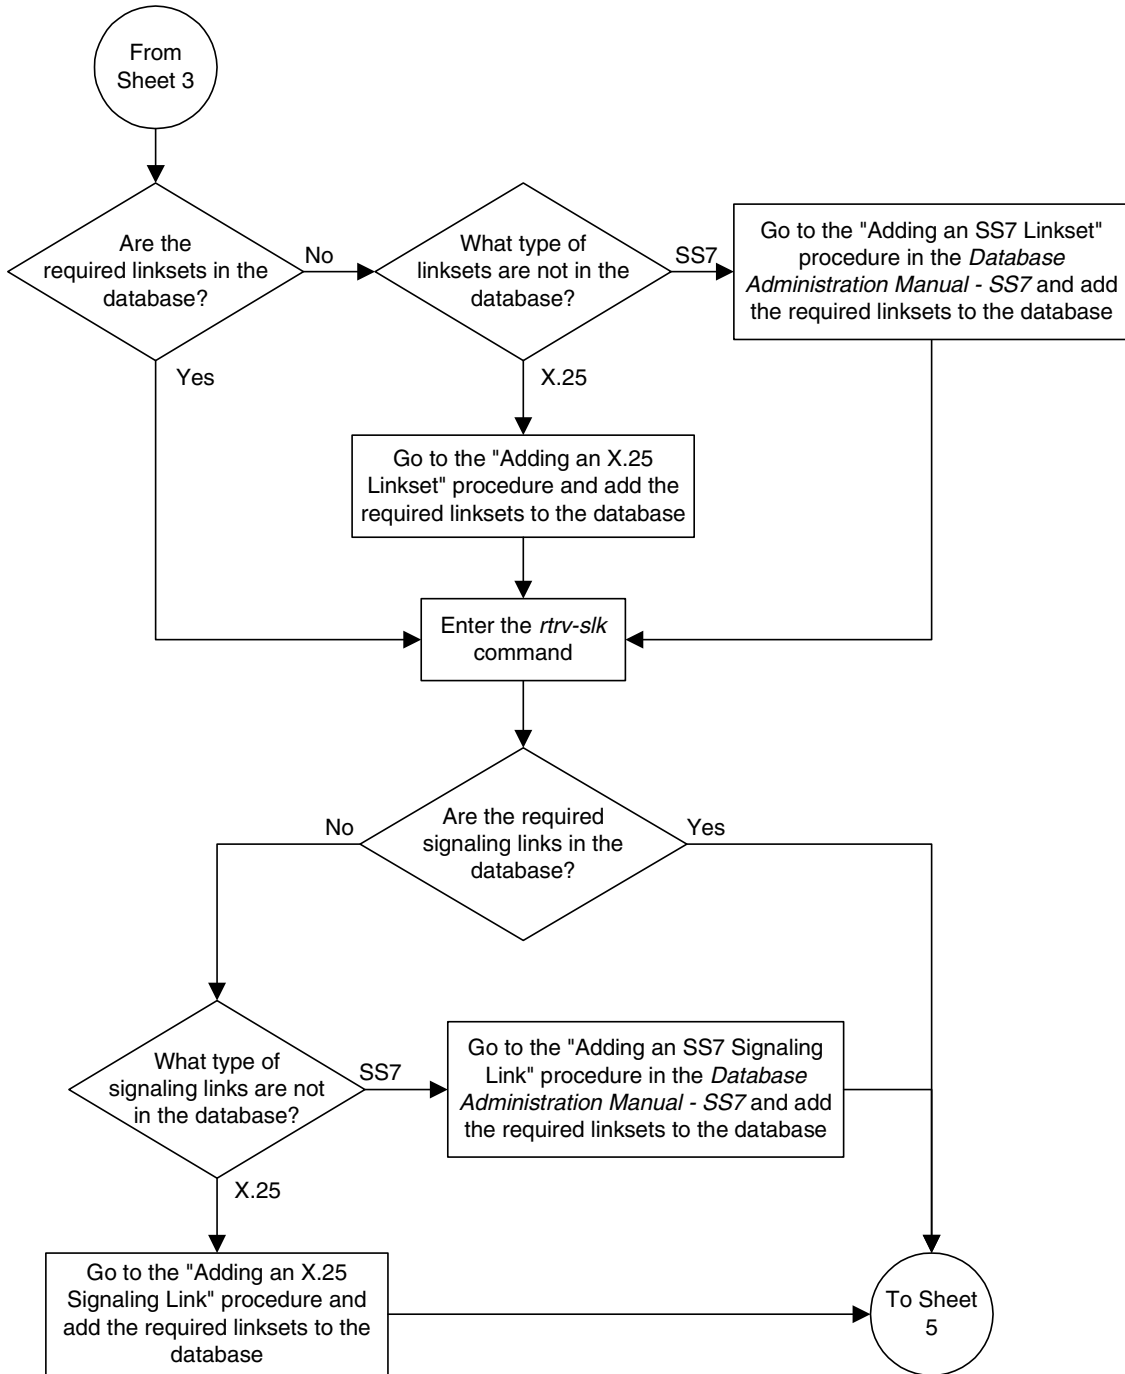 From
Sheet 3
Are the
required linksets in the
database?
No
What type of
linksets are not in the
database?
SS7
Go to the "Adding an SS7 Linkset"
procedure in the Database
Administration Manual - SS7 and add
the required linksets to the database
Yes
X.25
Go to the "Adding an X.25
Linkset" procedure and add the
required linksets to the database
Enter the rtrv-slk
command
Are the required
signaling links in the
database?
No
Yes
What type of
signaling links are not
in the database?
SS7
Go to the "Adding an SS7 Signaling
Link" procedure in the Database
Administration Manual - SS7 and add
the required linksets to the database
X.25
Go to the "Adding an X.25
Signaling Link" procedure and
add the required linksets to the
database
To Sheet
5